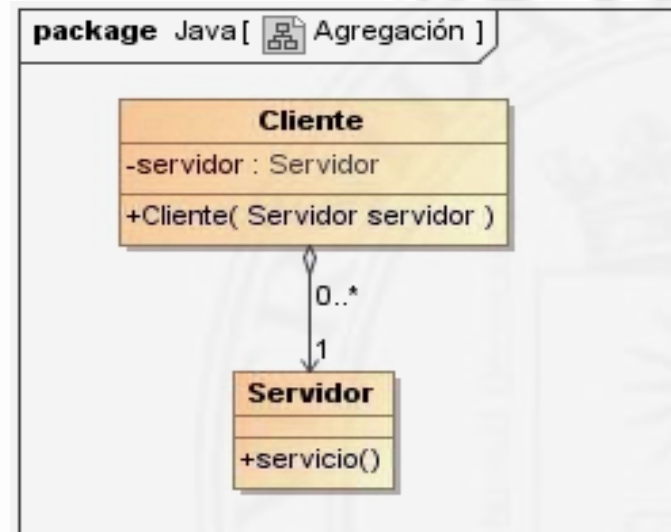 package Java[ Agregación ]
Cliente
-servidor : Servidor
+Cliente( Servidor servidor )
0..*
1
Servidor
+servicio()